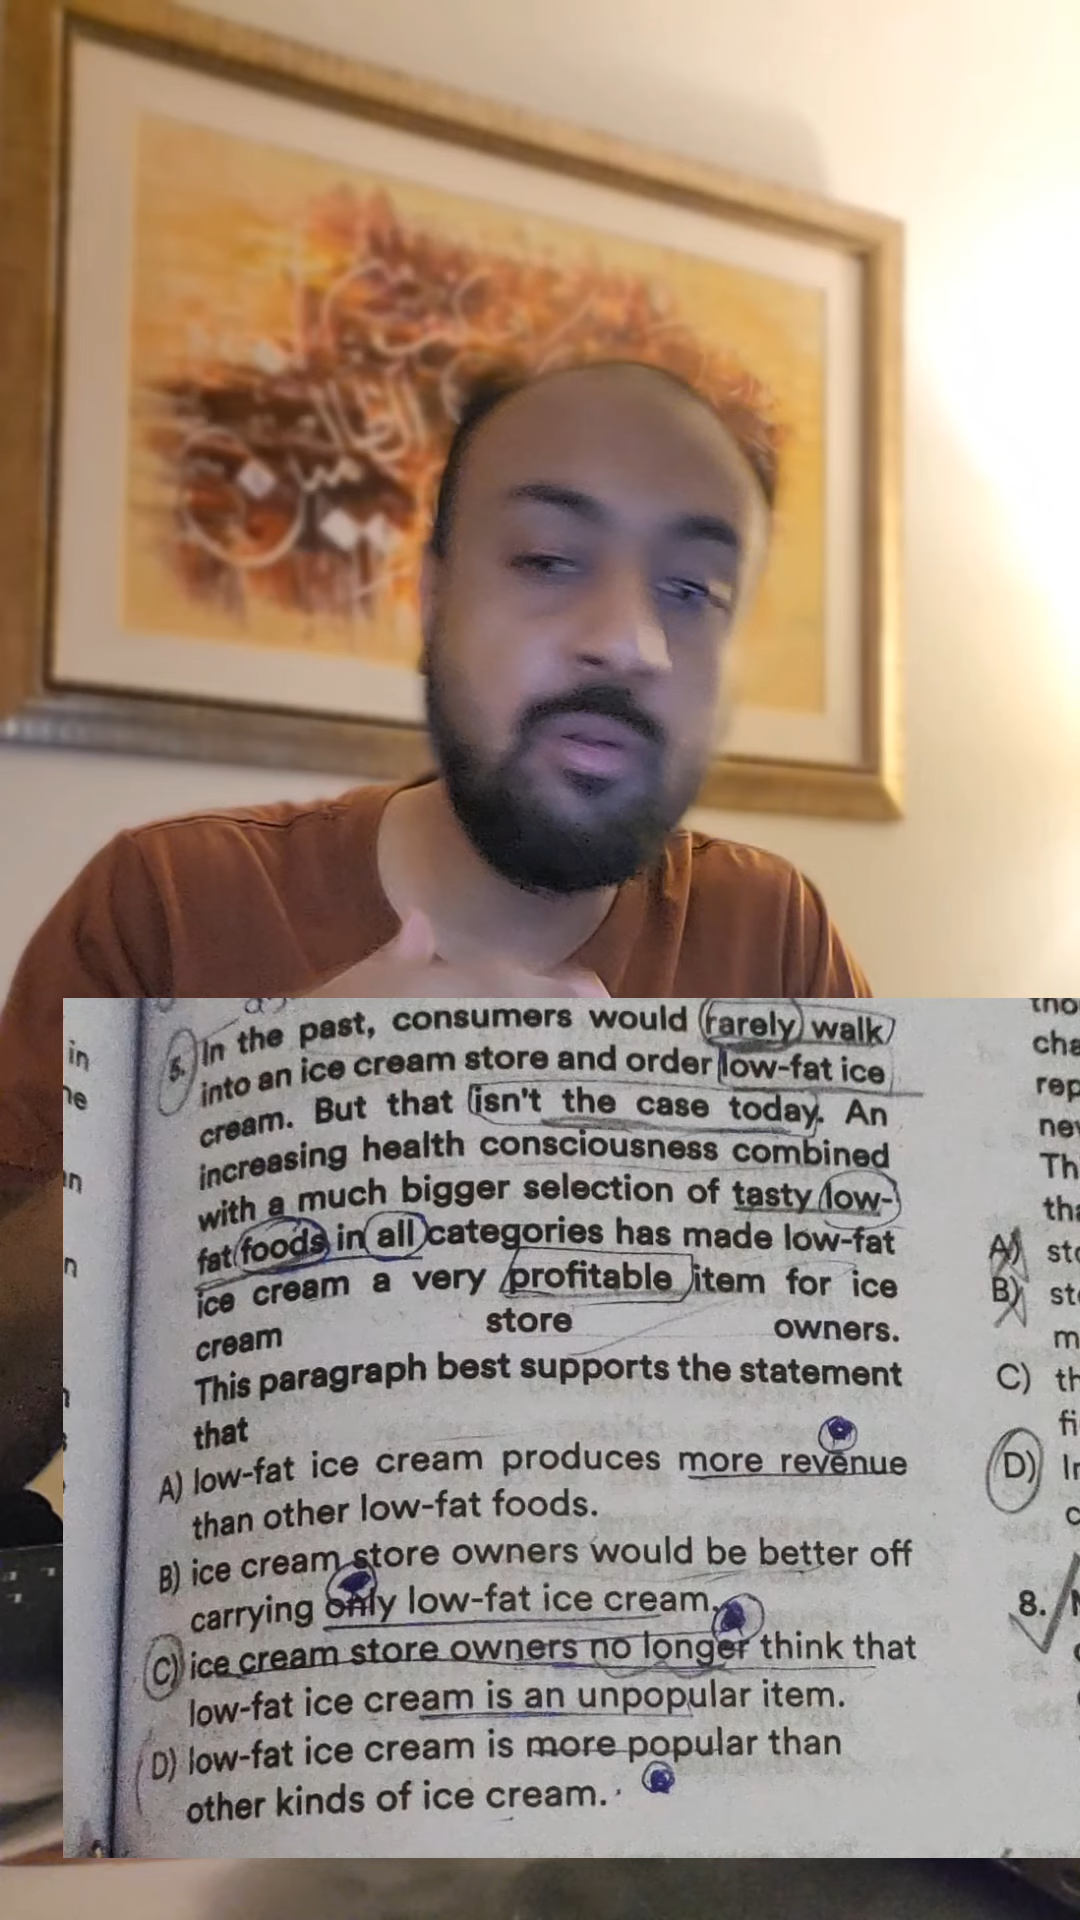 الظالمين
5. In the past, consumers would rarely walk
into an ice cream store and order low-fat ice
cream. But that isn't the case today. An
increasing health consciousness combined
with a much bigger selection of tasty low-
fat foods in all categories has made low-fat
ice cream a very profitable item for ice
cream store owners.
This paragraph best supports the statement
that
A) low-fat ice cream produces more revenue
than other low-fat foods.
B) ice cream store owners would be better off
carrying only low-fat ice cream.
C) ice cream store owners no longer think that
low-fat ice cream is an unpopular item.
D) low-fat ice cream is more popular than
other kinds of ice cream.
in
n
n
cha
rep
Th
tha
A)
B)
m
C) th
fi
D)
8.